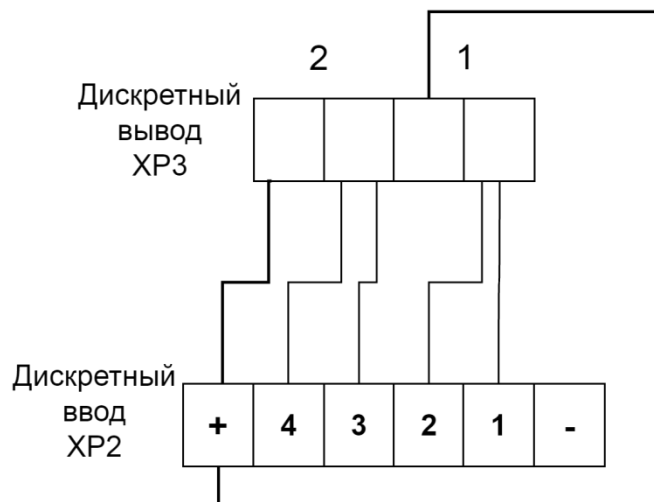 2 1
Дискретный
вывод
XP3
Дискретный
ввод
XP2
+ 4 3 2 1 -